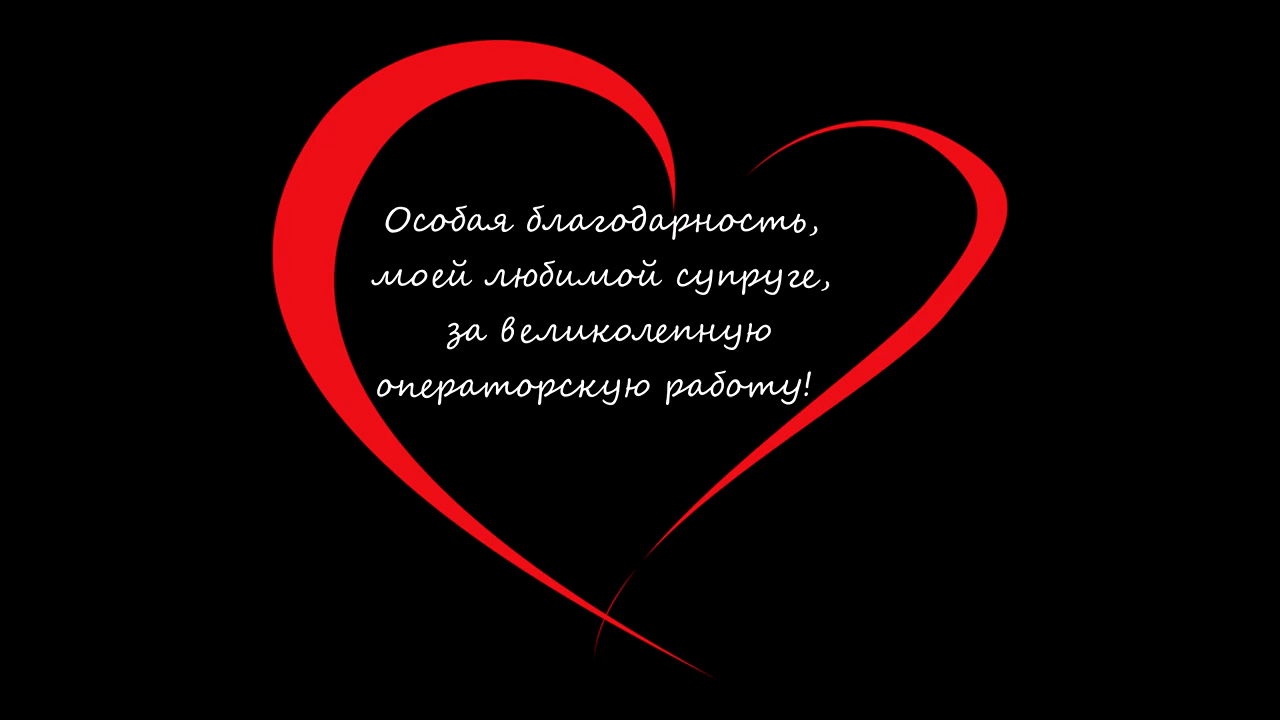 Особая благодарность,
моей любимой супруге,
за великолепную
операторскую работу!